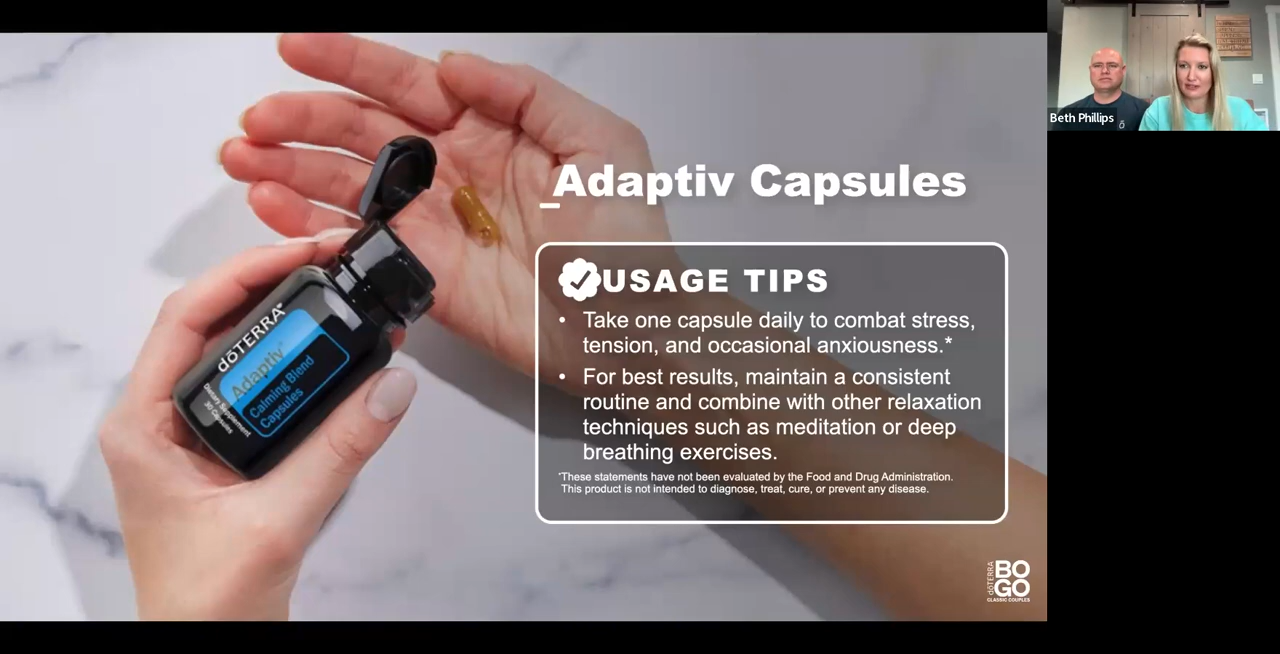 Adaptiv Capsules
USAGE TIPS
• Take one capsule daily to combat stress,
tension, and occasional anxiousness.*
• For best results, maintain a consistent
routine and combine with other relaxation
techniques such as meditation or deep
breathing exercises.
*These statements have not been evaluated by the Food and Drug Administration.
This product is not intended to diagnose, treat, cure, or prevent any disease.
dōTERRA™
Adaptiv®
Calming Blend
Capsules
Dietary Supplement
30 Capsules
dōTERRA
BO
GO
CLASSIC COUPLES
Beth Phillips